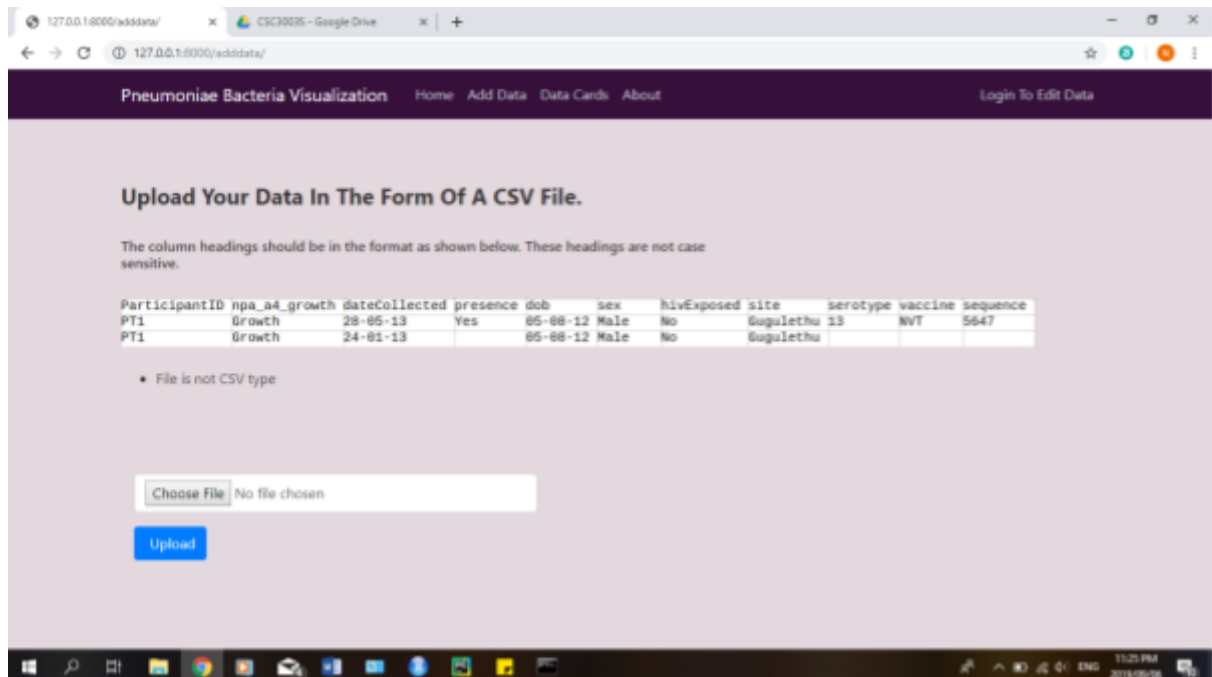 127.0.0.1:8000/adddata/
CSC3003S - Google Drive
127.0.0.1:8000/adddata/
Pneumoniae Bacteria Visualization Home Add Data Data Cards About Login To Edit Data
Upload Your Data In The Form Of A CSV File.
The column headings should be in the format as shown below. These headings are not case
sensitive.
ParticipantID npa_a4_growth dateCollected presence dob sex hivExposed site serotype vaccine sequence
PT1 Growth 28-05-13 Yes 05-08-12 Male No Gugulethu 13 NVT 5647
PT1 Growth 24-01-13 05-08-12 Male No Gugulethu
• File is not CSV type
Choose File No file chosen
Upload
ENG 11:25 PM